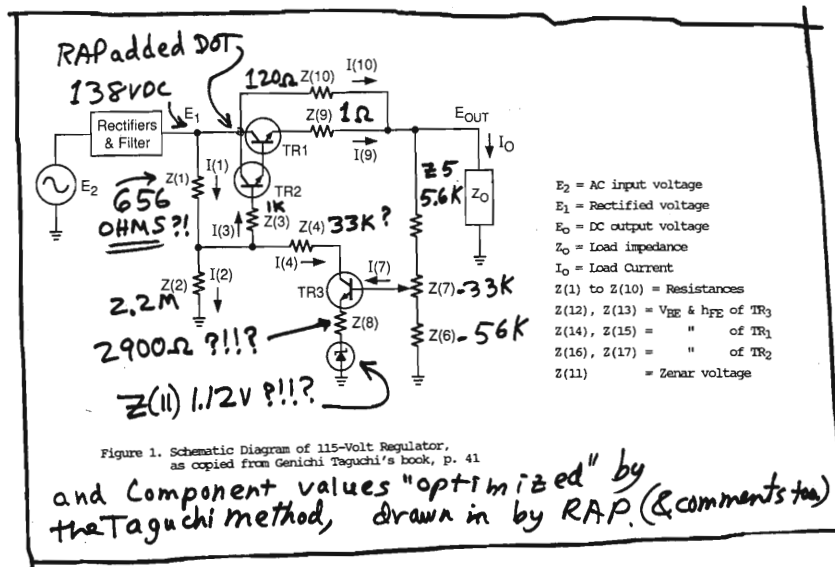 RAP added DOT,
138VDC
E1
Rectifiers
& Filter
E2
120Ω Z(10)
I(10)
Z(9) 1Ω
I(9)
EOUT
IO
TR1
TR2
Z(1)
I(1)
656
OHMS?!
1K
I(3)
Z(3)
Z(4) 33K?
I(4)
I(7)
Z5
5.6K
ZO
Z(2)
I(2)
2.2M
TR3
Z(7)-33K
2900Ω ?!!?
Z(8)
Z(6)-56K
Z(11) 1.12V ?!!?
E2 = AC input voltage
E1 = Rectified voltage
Eo = DC output voltage
Zo = Load impedance
Io = Load Current
Z(1) to Z(10) = Resistances
Z(12), Z(13) = VBE & hFE of TR3
Z(14), Z(15) = " of TR1
Z(16), Z(17) = " of TR2
Z(11) = Zenar voltage
Figure 1. Schematic Diagram of 115-Volt Regulator,
as copied from Genichi Taguchi's book, p. 41
and Component values "optimized" by
the Taguchi method, drawn in by RAP. (& comments too)